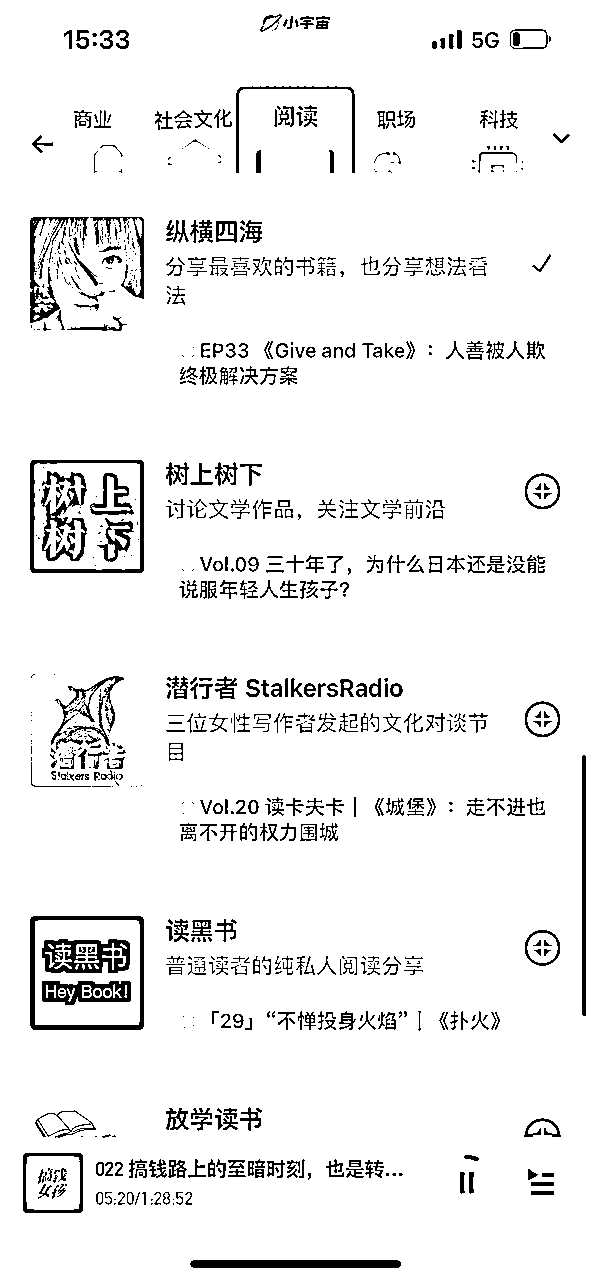 小宇宙
15:33
5G
商业 社会文化 阅读 职场 科技
纵横四海
分享最喜欢的书籍，也分享想法看
法
EP33 《Give and Take》：人善被人欺
终极解决方案
树上
树下
树上树下
讨论文学作品，关注文学前沿
Vol.09 三十年了，为什么日本还是没能
说服年轻人生孩子?
潜行者
Stalkers Radio
潜行者 StalkersRadio
三位女性写作者发起的文化对谈节
目
Vol.20 读卡夫卡｜《城堡》：走不进也
离不开的权力围城
读黑书
Hey Book!
读黑书
普通读者的纯私人阅读分享
「29」“不惮投身火焰”｜《扑火》
放学读书
搞钱
女孩
022 搞钱路上的至暗时刻，也是转...
05:20/1:28:52